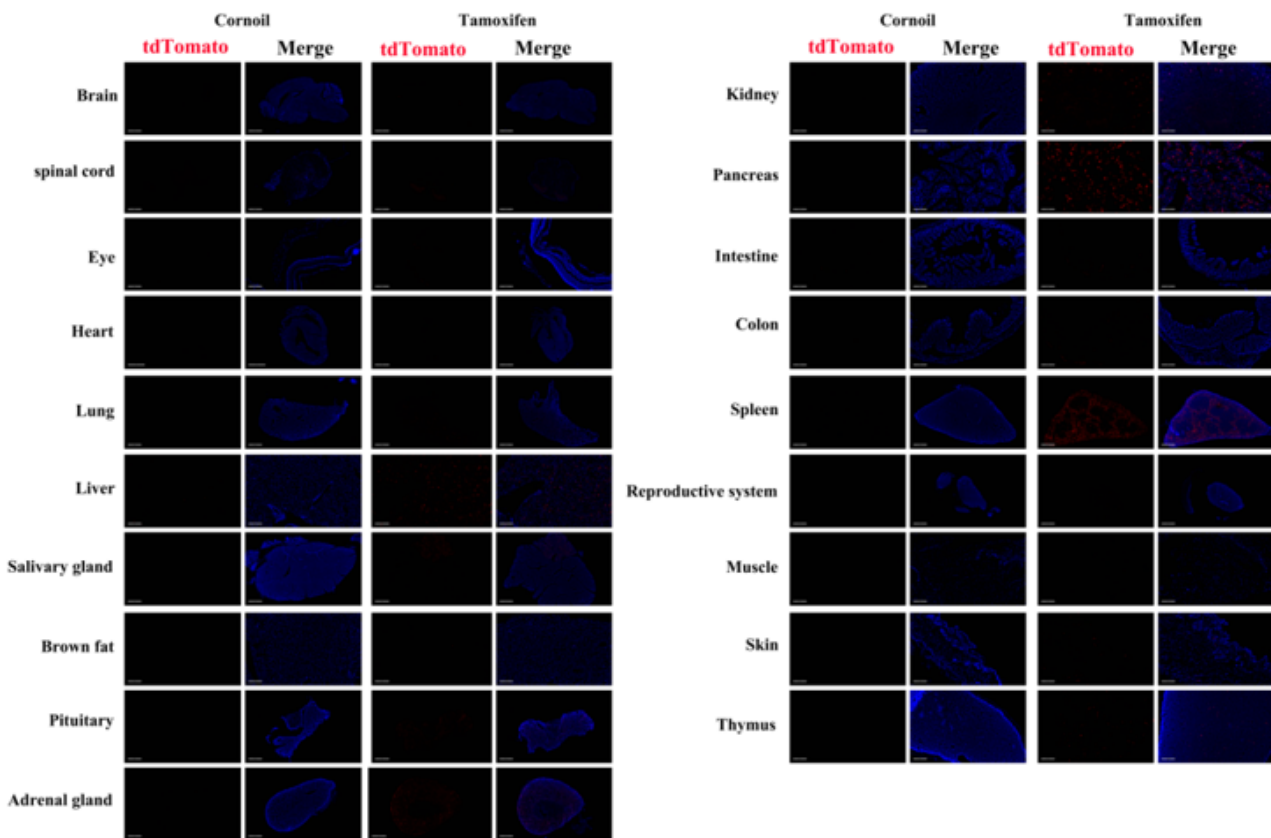 Cornoil Tamoxifen
tdTomato Merge tdTomato Merge
Brain
spinal cord
Eye
Heart
Lung
Liver
Salivary gland
Brown fat
Pituitary
Adrenal gland
Cornoil Tamoxifen
tdTomato Merge tdTomato Merge
Kidney
Pancreas
Intestine
Colon
Spleen
Reproductive system
Muscle
Skin
Thymus